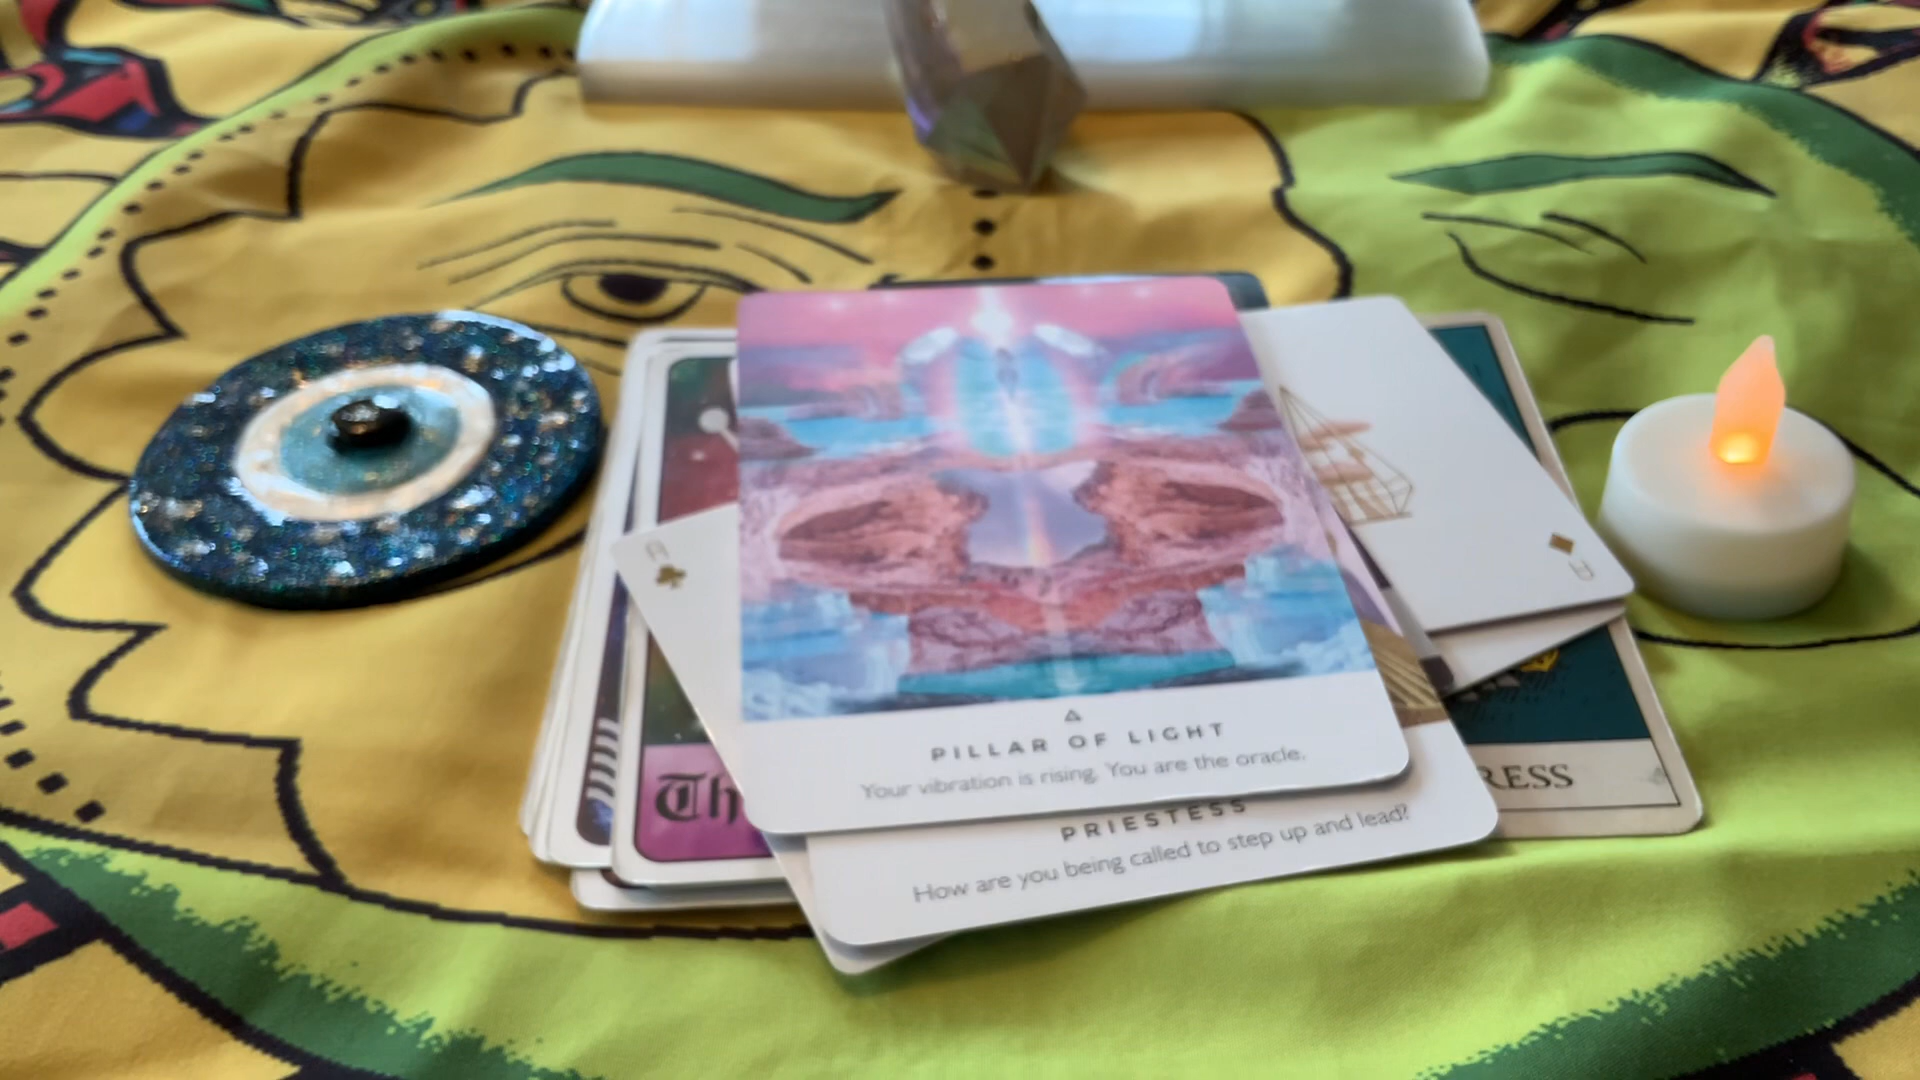 PILLAR OF LIGHT
Your vibration is rising. You are the oracle.
PRIESTESS
How are you being called to step up and lead?
Th
RESS